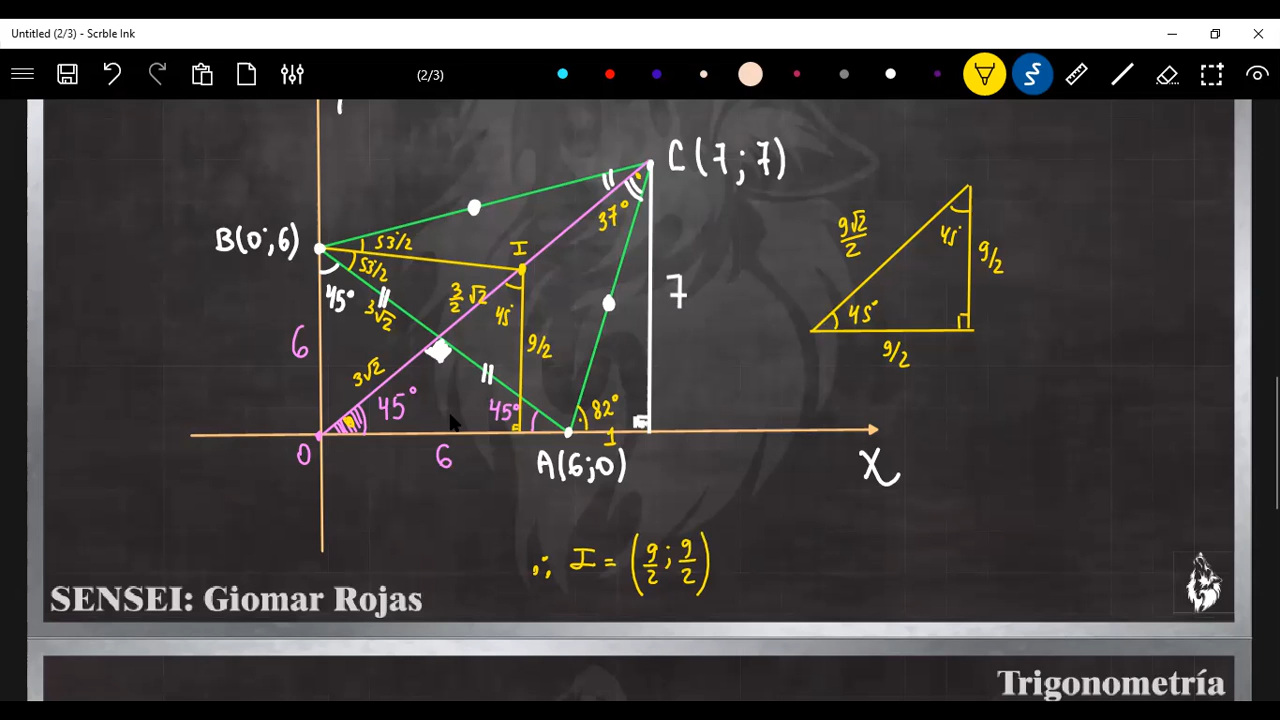 Untitled (2/3) - Scrble Ink
(2/3)
C(7;7)
B(0;6)
53/2
53/2
I
37°
45°
3√2
3/2 √2
45°
9/2
7
6
3√2
45°
45°
82°
1
O
6
A(6;0)
X
9√2/2
45°
9/2
45°
9/2
∴ I = (9/2 ; 9/2)
SENSEI: Giomar Rojas
Trigonometría